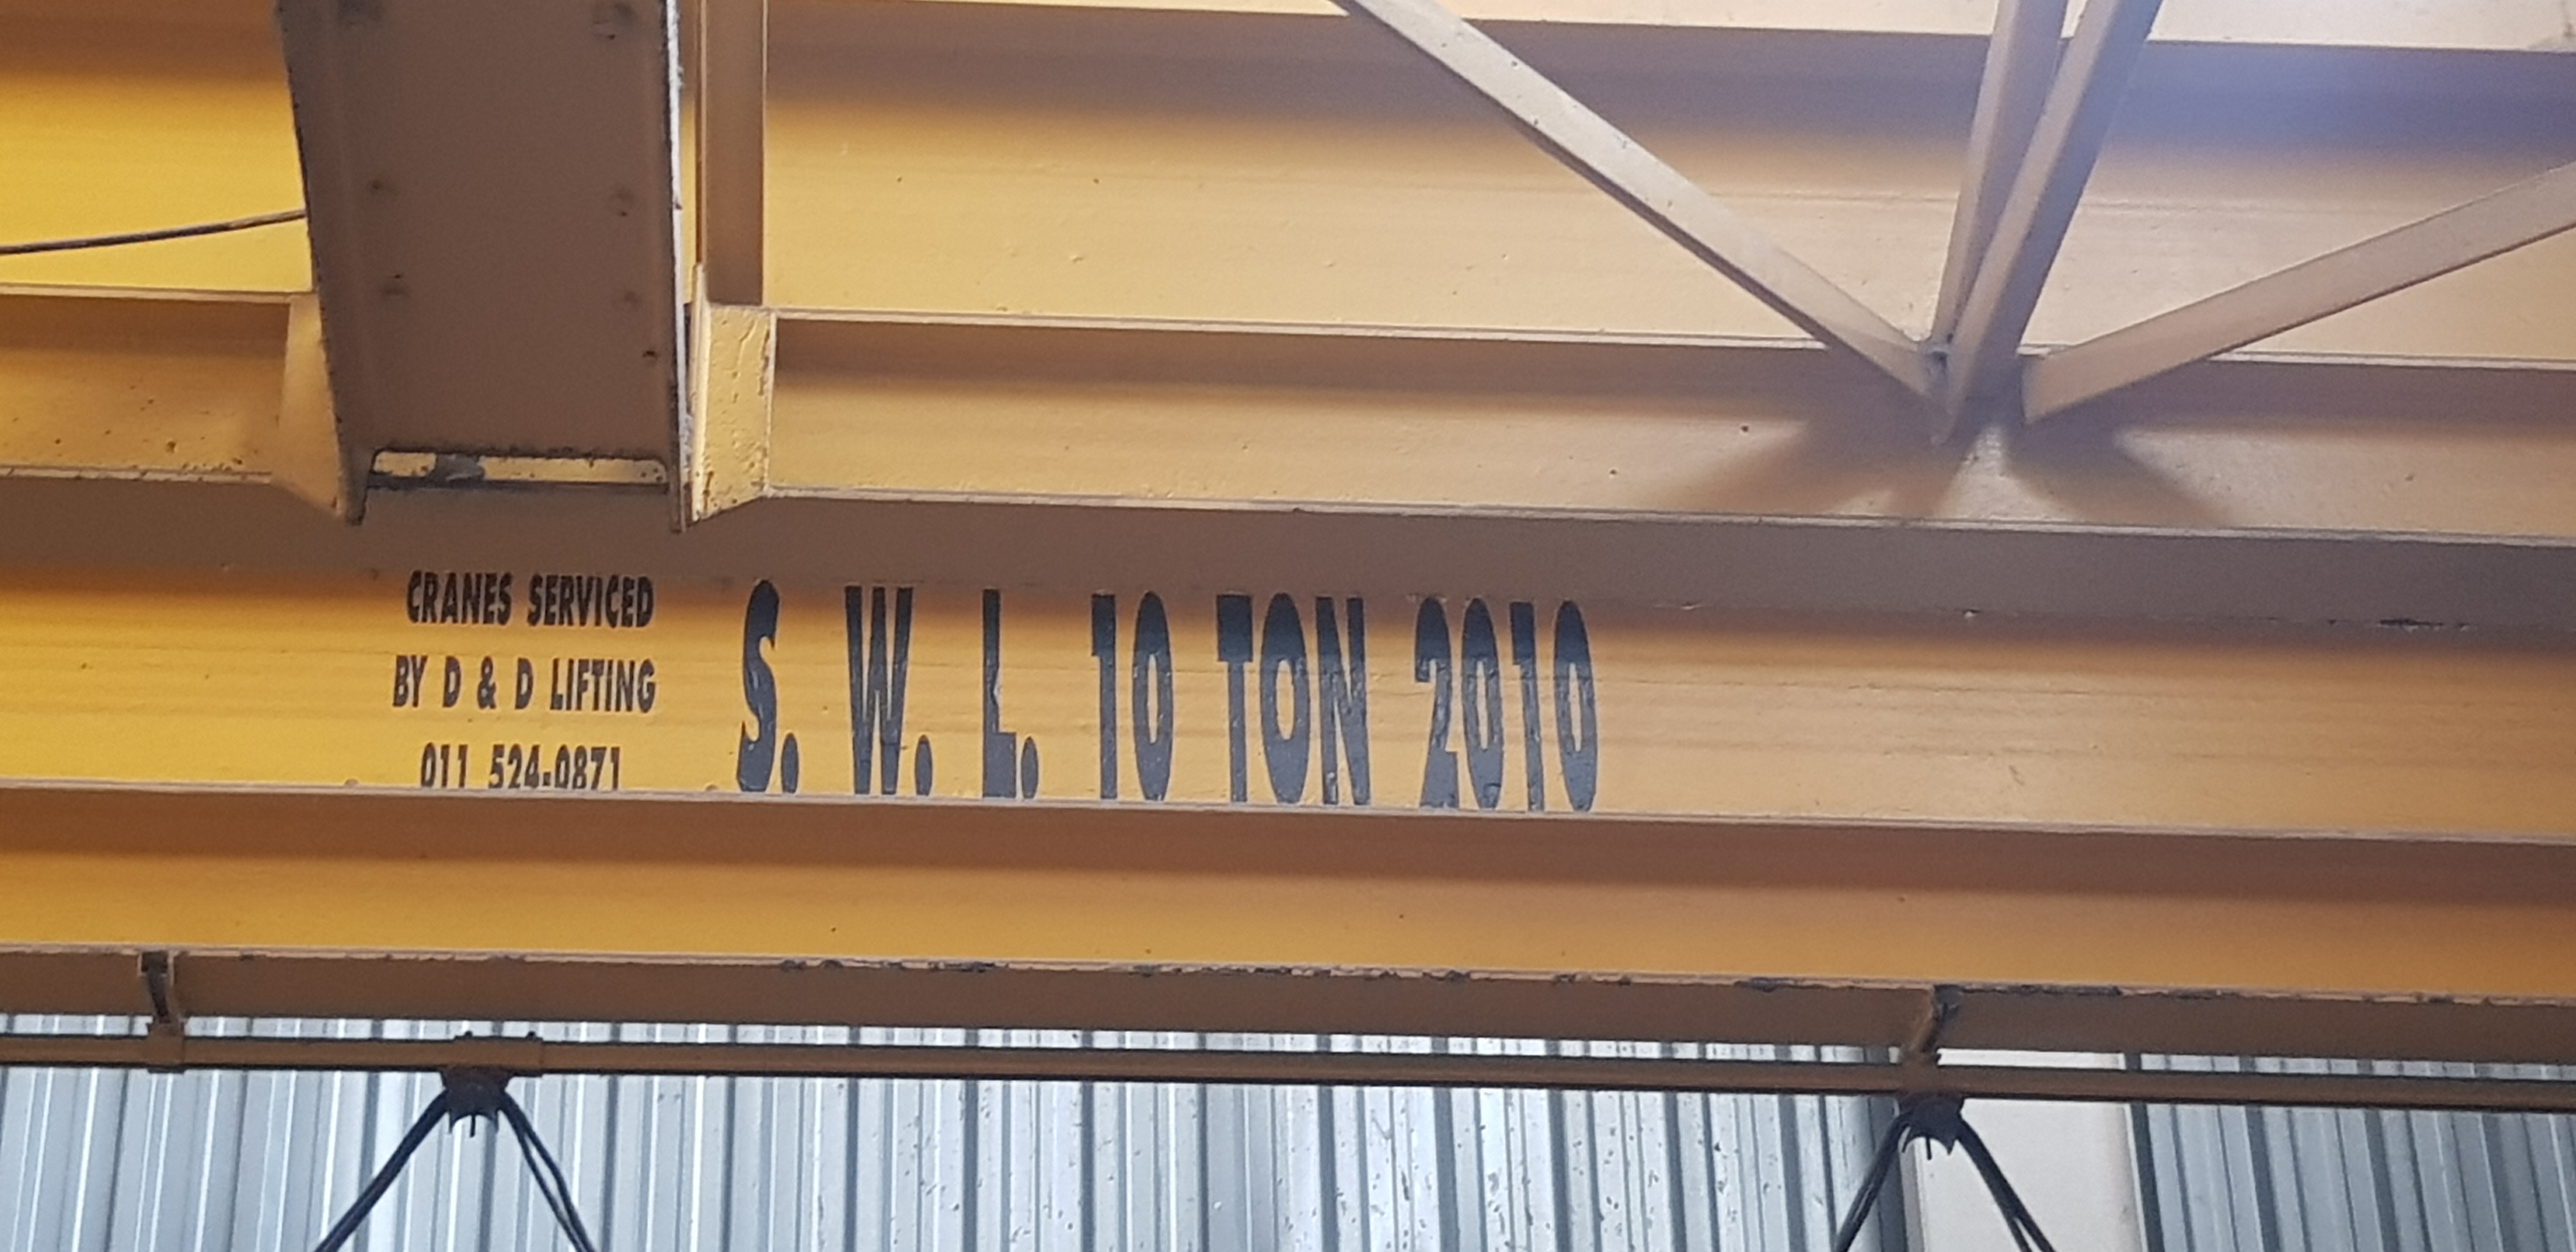 CRANES SERVICED
BY D & D LIFTING
011 524-0871
S. W. L. 10 TON 2010